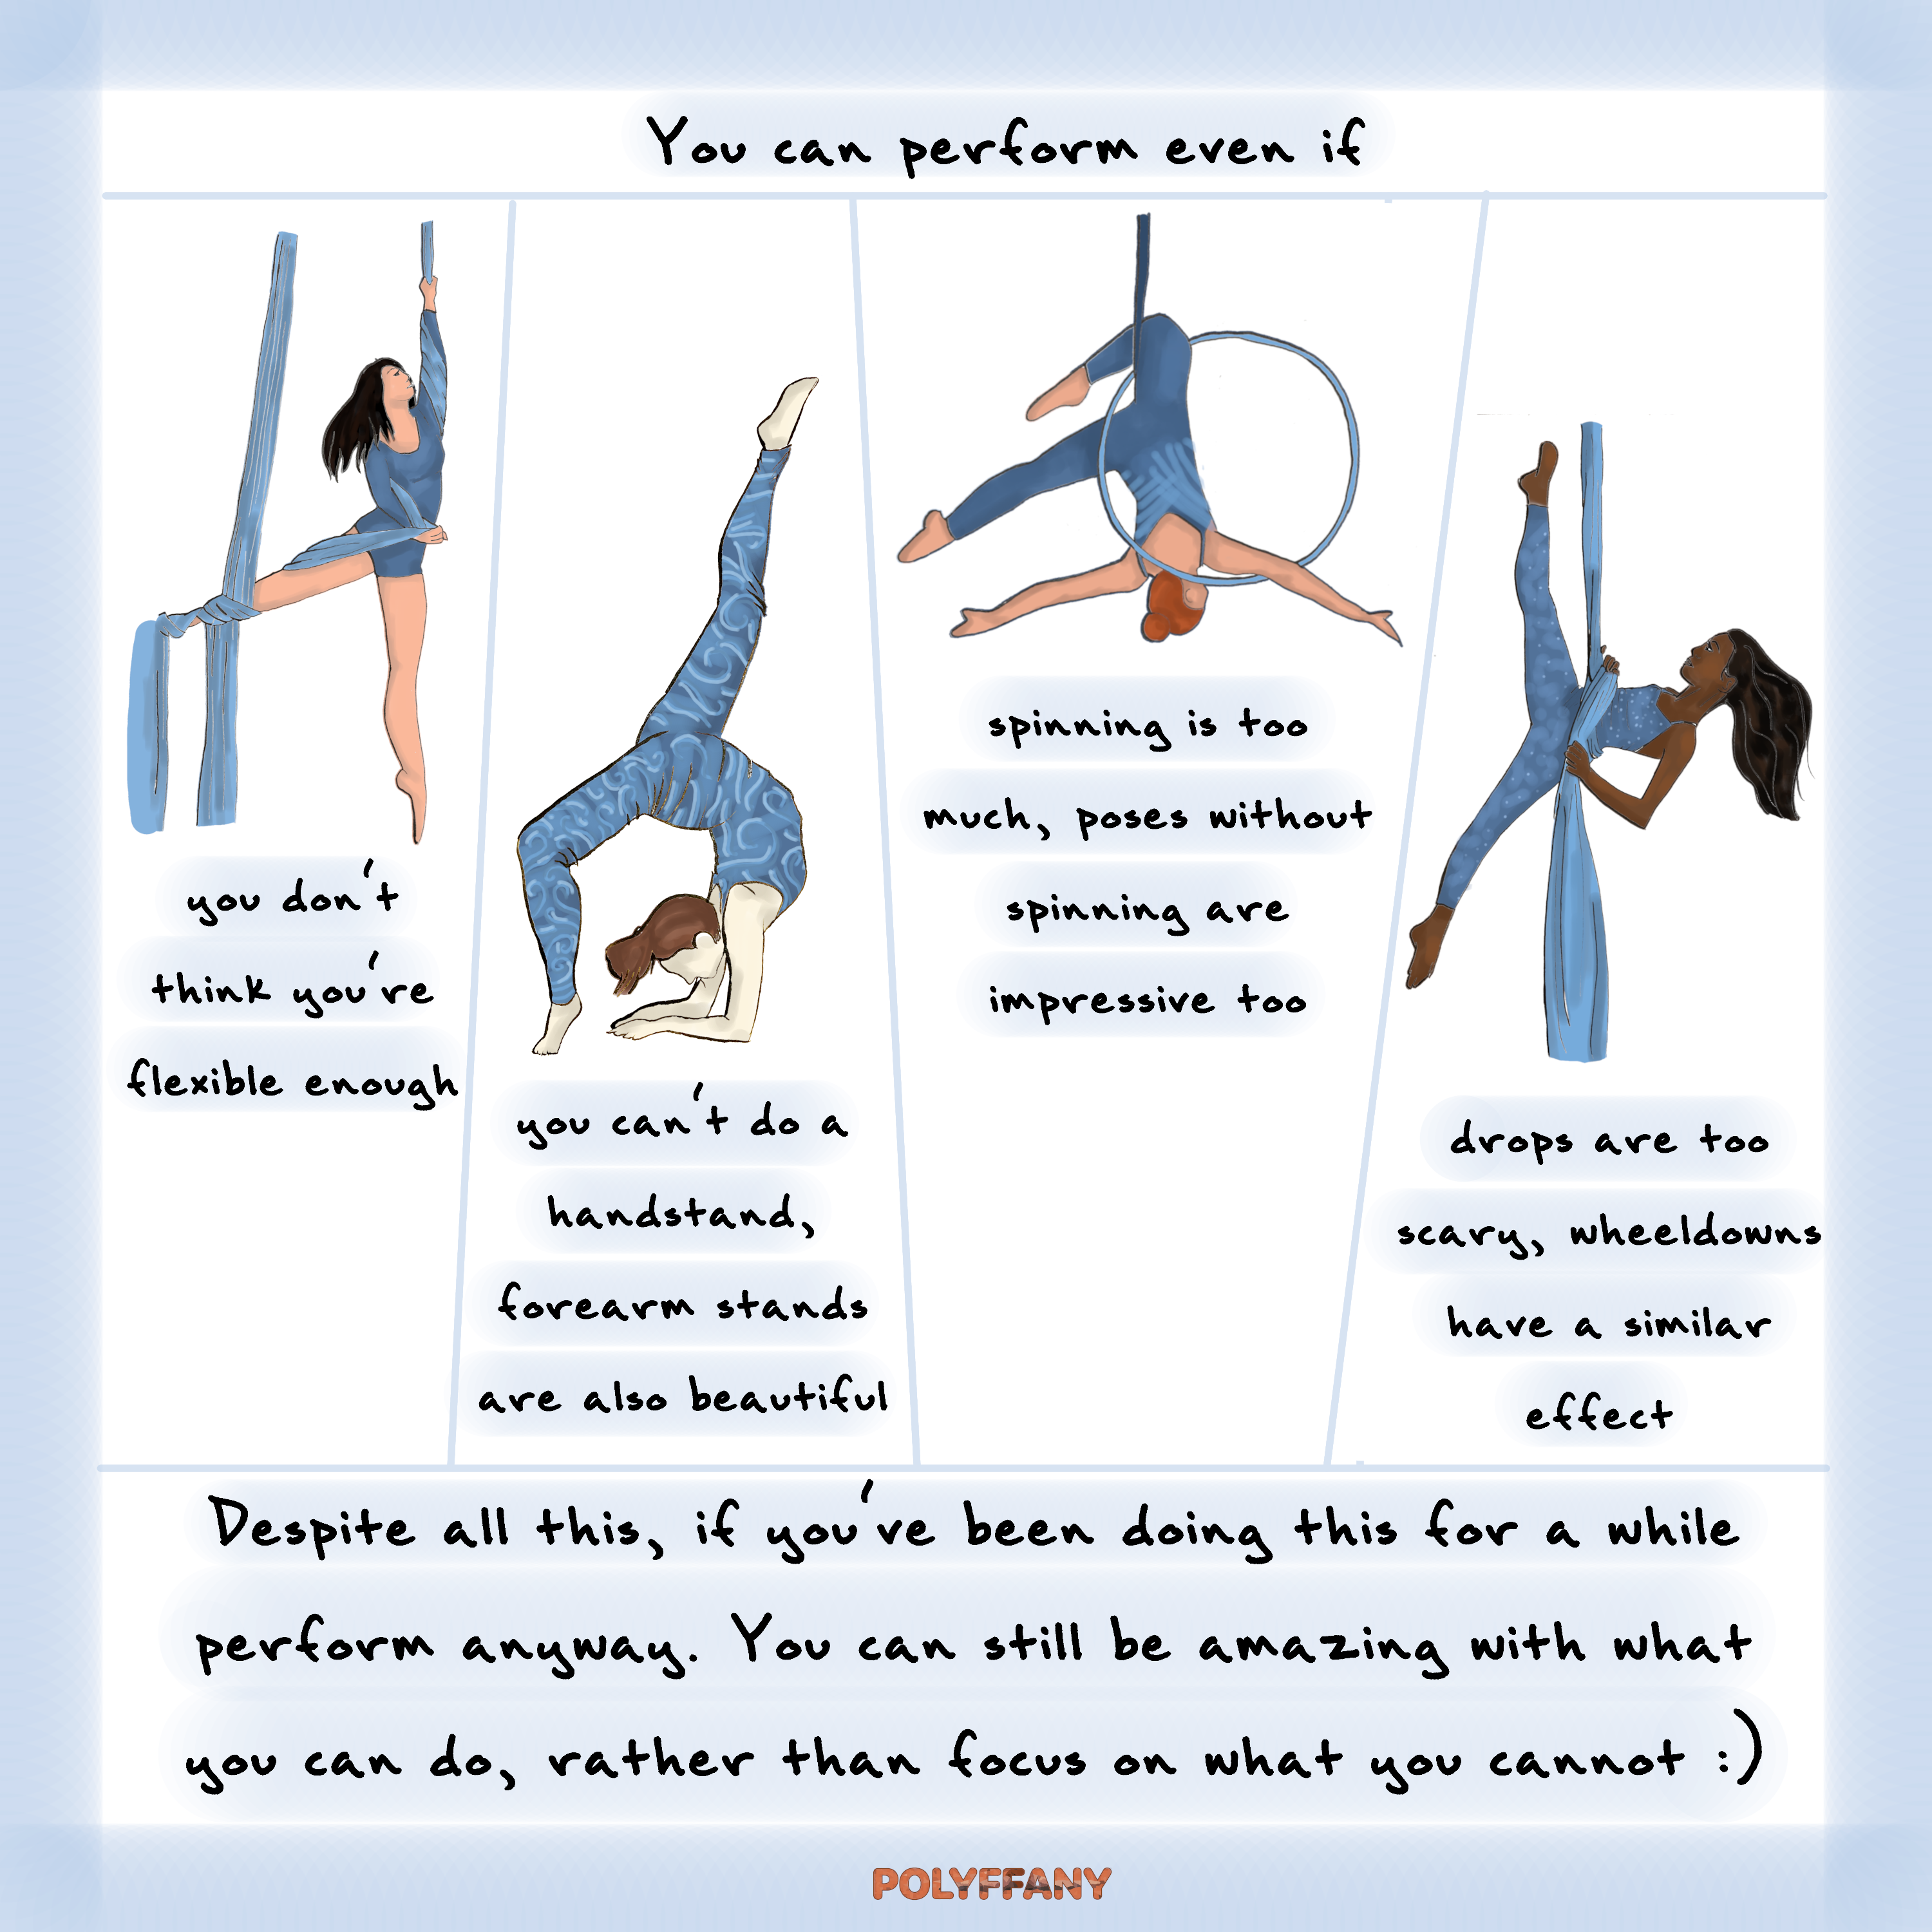 You can perform even if
you don't
think you're
flexible enough
you can't do a
handstand,
forearm stands
are also beautiful
spinning is too
much, poses without
spinning are
impressive too
drops are too
scary, wheeldowns
have a similar
effect
Despite all this, if you've been doing this for a while
perform anyway. You can still be amazing with what
you can do, rather than focus on what you cannot :)
POLYFFANY